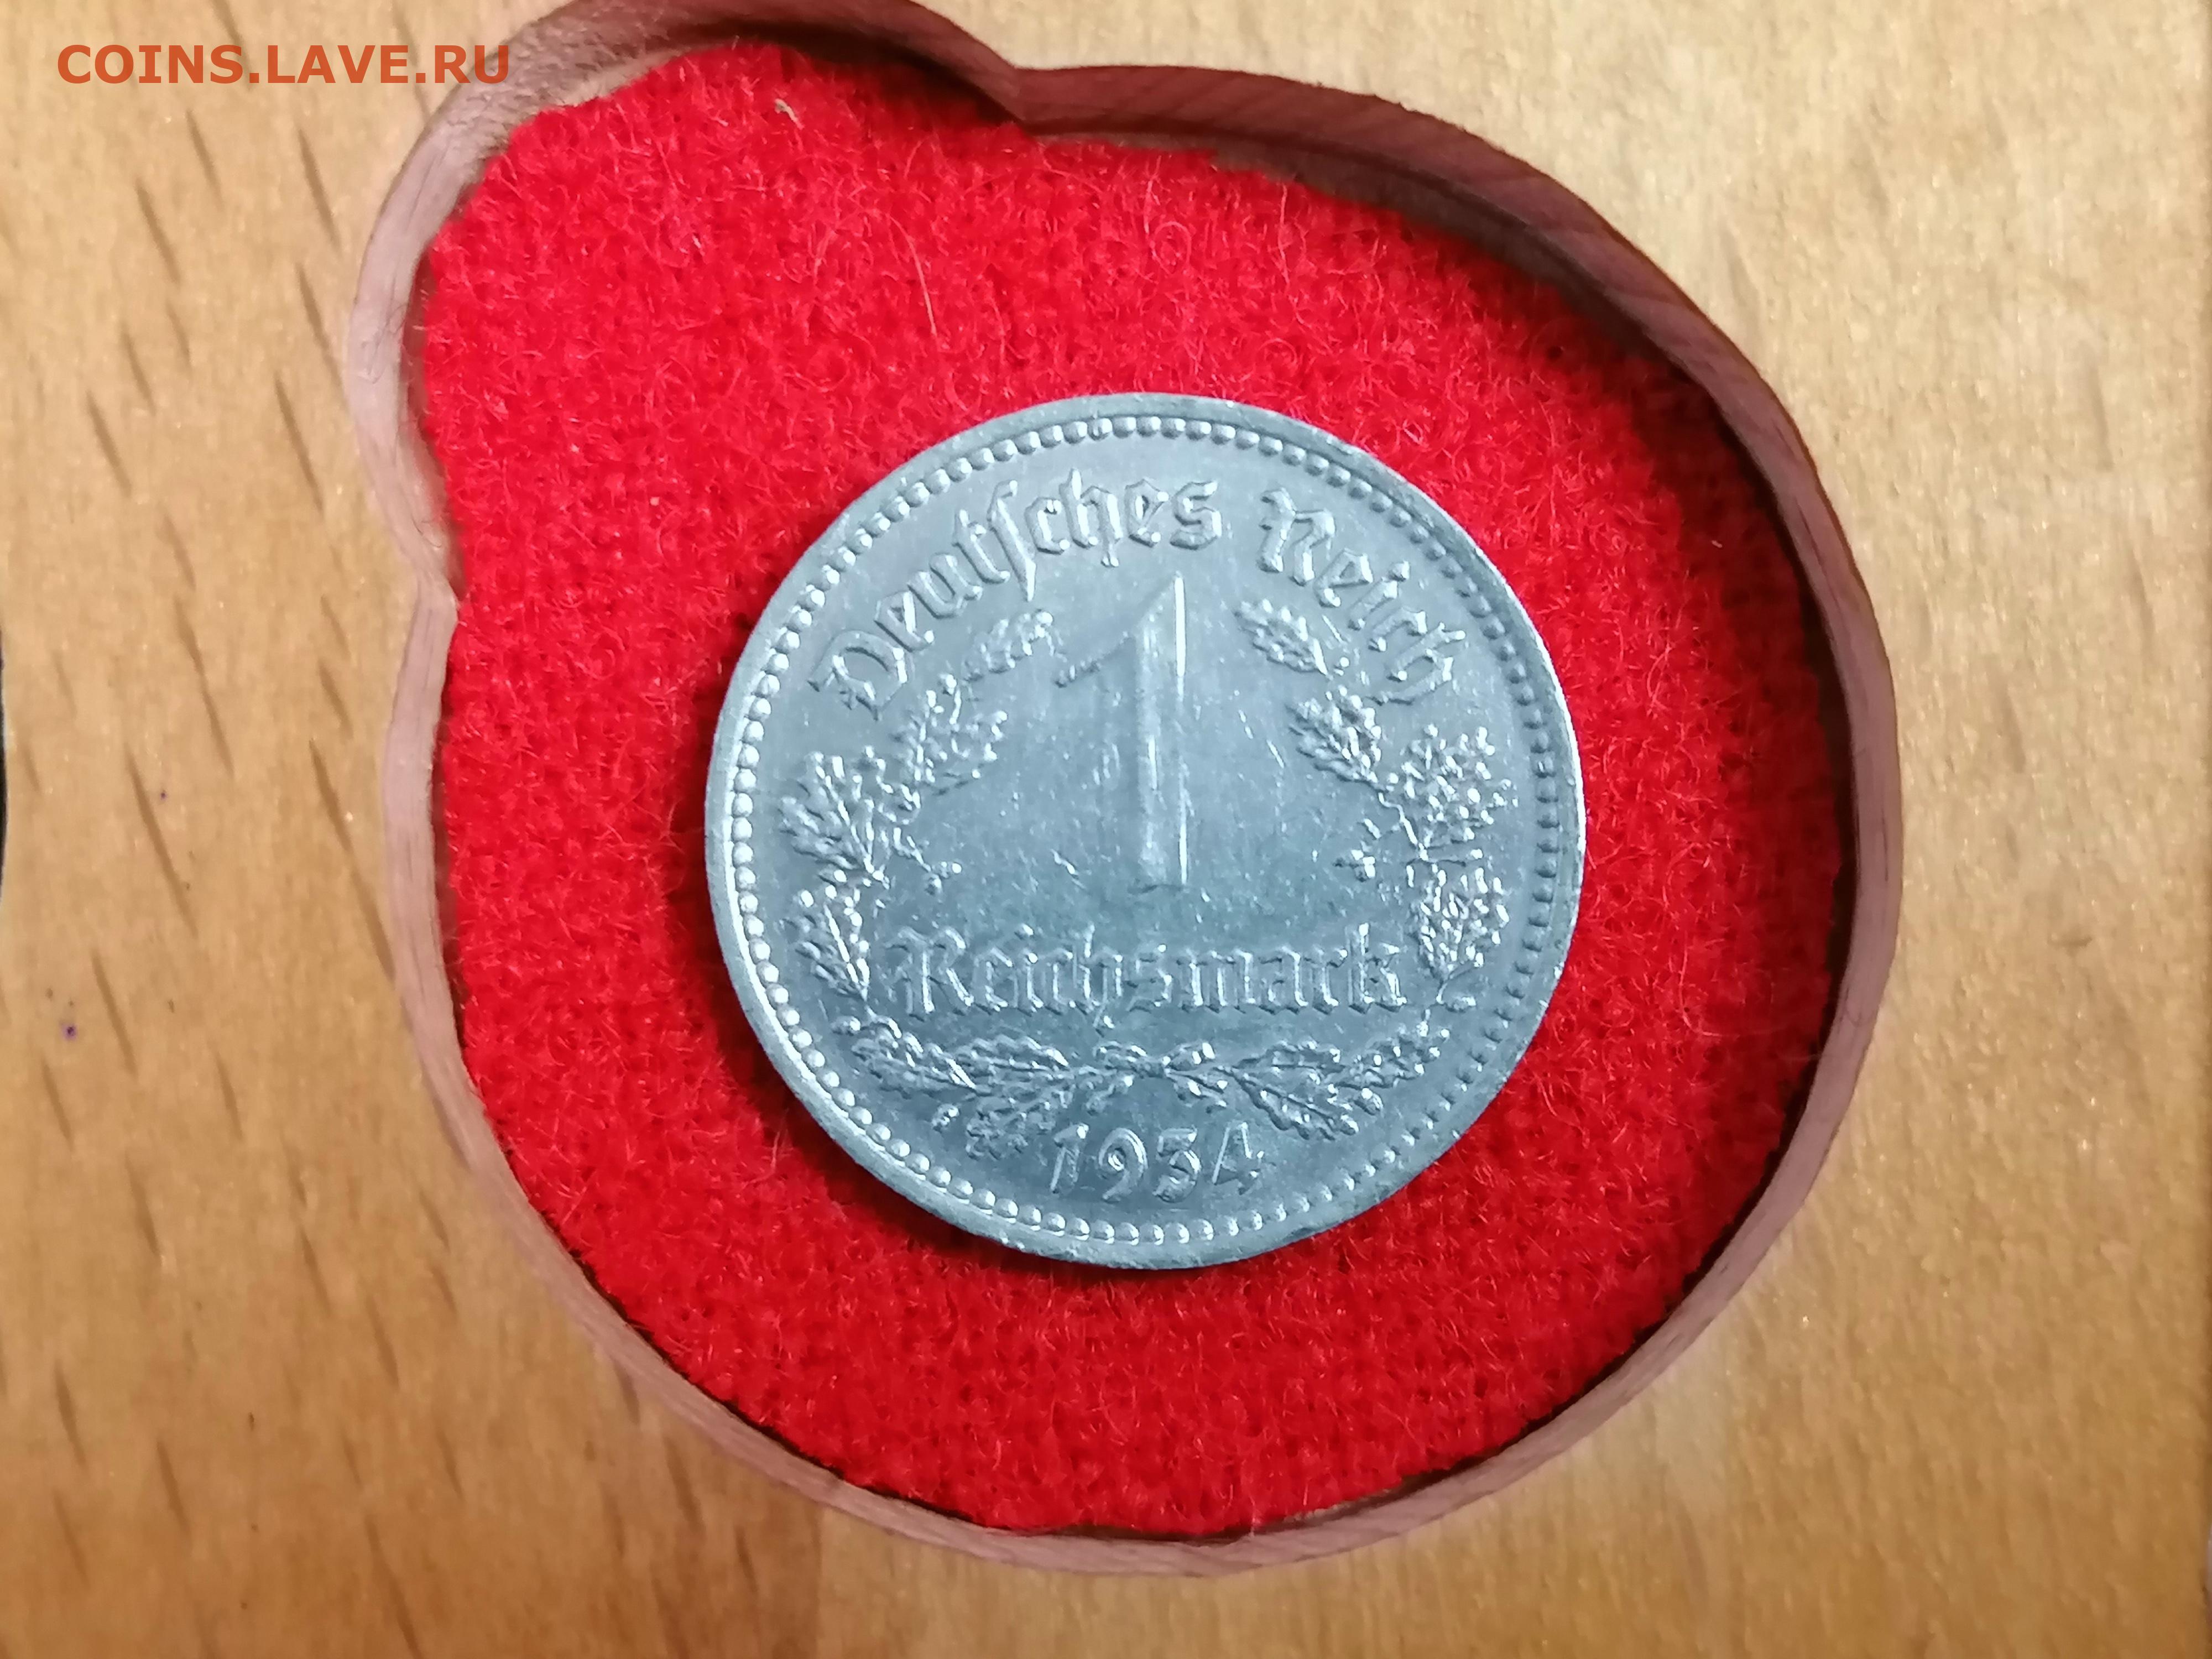 COINS.LAVE.RU
Deutſches Reich
1
Reichsmark
1934